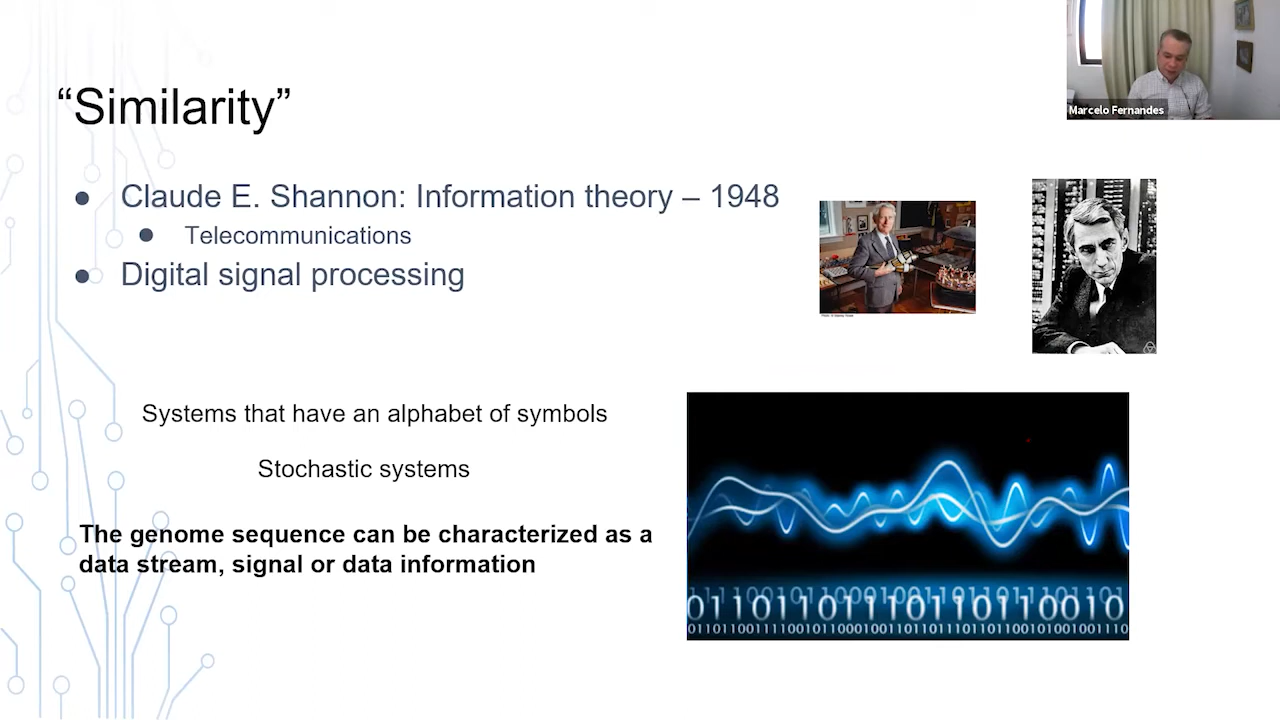 Marcelo Fernandes
“Similarity”
● Claude E. Shannon: Information theory – 1948
● Telecommunications
● Digital signal processing
Systems that have an alphabet of symbols
Stochastic systems
The genome sequence can be characterized as a
data stream, signal or data information